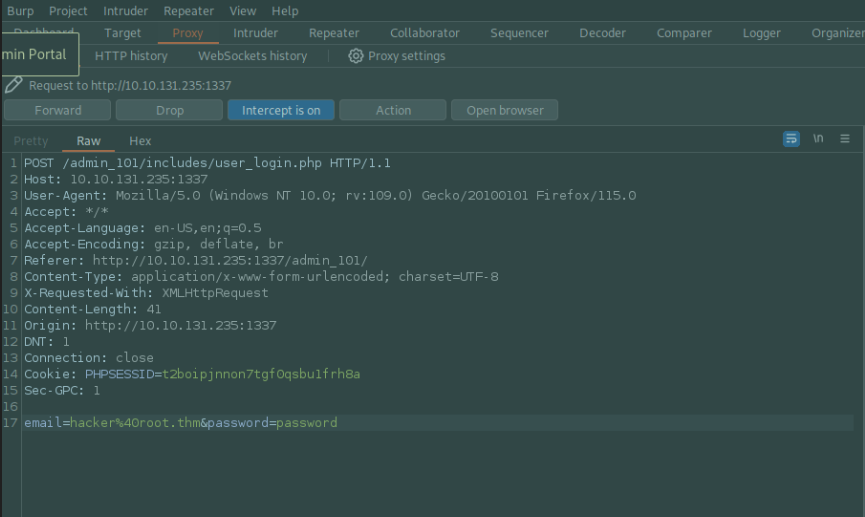 Burp Project Intruder Repeater View Help
Dashboard Target Proxy Intruder Repeater Collaborator Sequencer Decoder Comparer Logger Organizer
min Portal HTTP history WebSockets history Proxy settings
Request to http://10.10.131.235:1337
Forward Drop Intercept is on Action Open browser
Pretty Raw Hex \n
1 POST /admin_101/includes/user_login.php HTTP/1.1
2 Host: 10.10.131.235:1337
3 User-Agent: Mozilla/5.0 (Windows NT 10.0; rv:109.0) Gecko/20100101 Firefox/115.0
4 Accept: */*
5 Accept-Language: en-US,en;q=0.5
6 Accept-Encoding: gzip, deflate, br
7 Referer: http://10.10.131.235:1337/admin_101/
8 Content-Type: application/x-www-form-urlencoded; charset=UTF-8
9 X-Requested-With: XMLHttpRequest
10 Content-Length: 41
11 Origin: http://10.10.131.235:1337
12 DNT: 1
13 Connection: close
14 Cookie: PHPSESSID=t2boipjnnon7tgf0qsbu1frh8a
15 Sec-GPC: 1
16
17 email=hacker%40root.thm&password=password